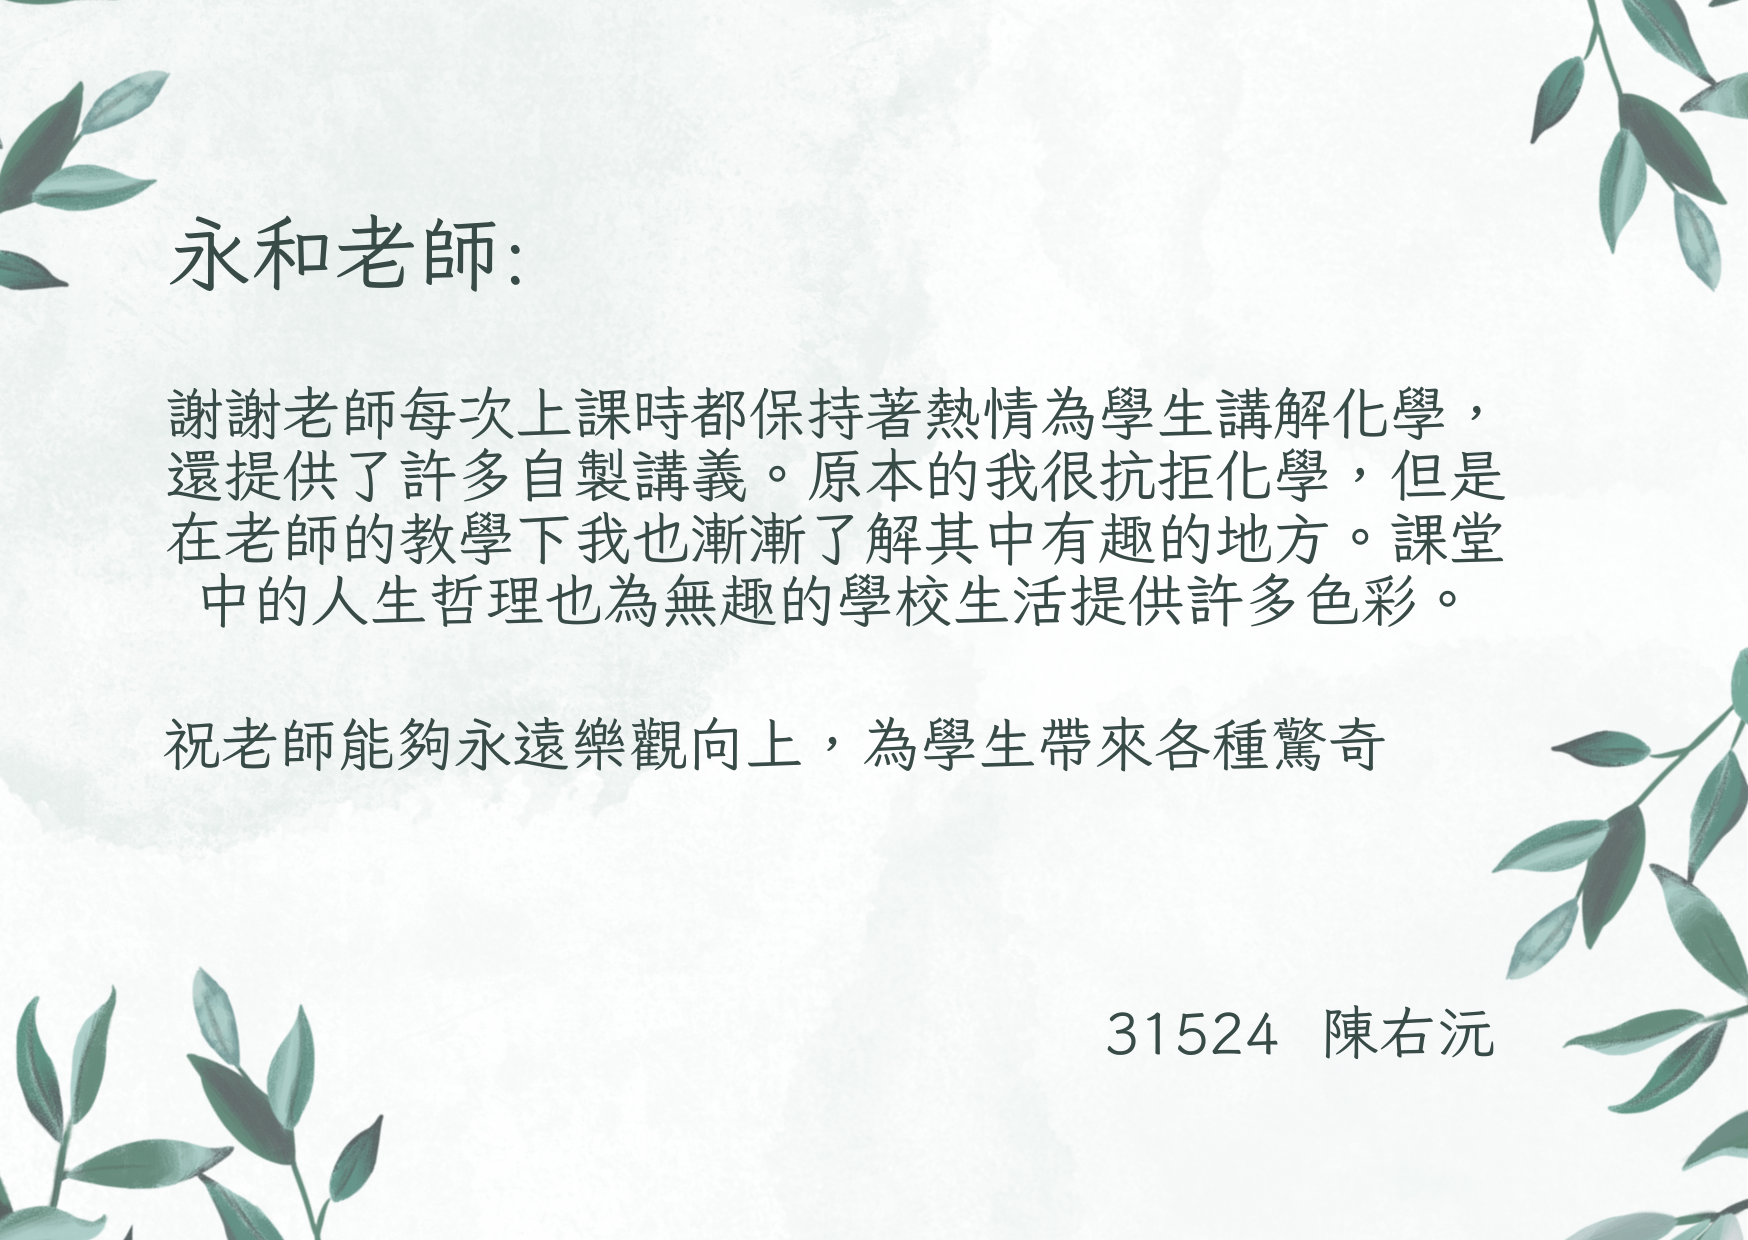 永和老師:
謝謝老師每次上課時都保持著熱情為學生講解化學，
還提供了許多自製講義。原本的我很抗拒化學，但是
在老師的教學下我也漸漸了解其中有趣的地方。課堂
中的人生哲理也為無趣的學校生活提供許多色彩。
祝老師能夠永遠樂觀向上，為學生帶來各種驚奇
31524 陳右沅